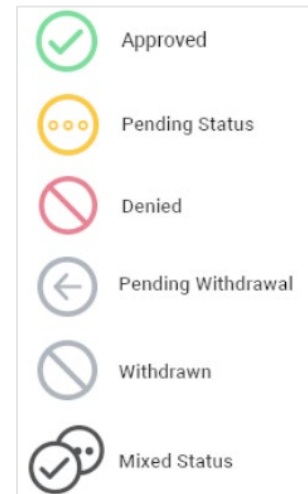 Approved
Pending Status
Denied
Pending Withdrawal
Withdrawn
Mixed Status